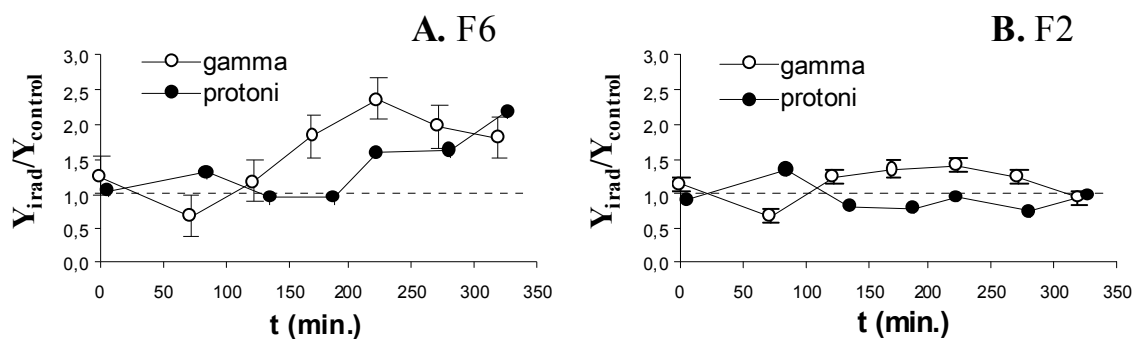 A. F6
3,0
2,5
2,0
1,5
1,0
0,5
0,0
gamma
protoni
Y_irad/Y_control
0 50 100 150 200 250 300 350
t (min.)
B. F2
3,0
2,5
2,0
1,5
1,0
0,5
0,0
gamma
protoni
Y_irad/Y_control
0 50 100 150 200 250 300 350
t (min.)